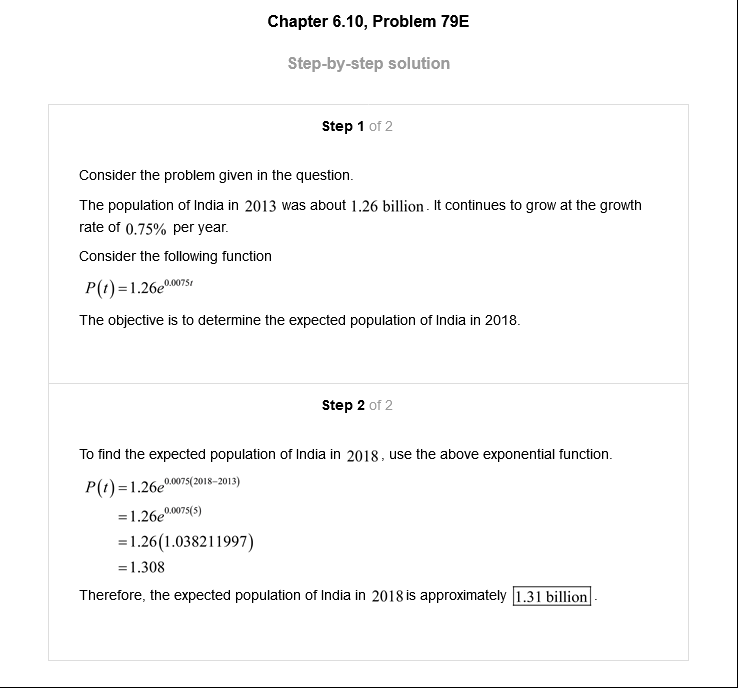 Chapter 6.10, Problem 79E
Step-by-step solution
Step 1 of 2
Consider the problem given in the question.
The population of India in 2013 was about 1.26 billion. It continues to grow at the growth
rate of 0.75% per year.
Consider the following function
P(t)=1.26e^0.0075t
The objective is to determine the expected population of India in 2018.
Step 2 of 2
To find the expected population of India in 2018, use the above exponential function.
P(t)=1.26e^0.0075(2018−2013)
=1.26e^0.0075(5)
=1.26(1.038211997)
=1.308
Therefore, the expected population of India in 2018 is approximately 1.31 billion.